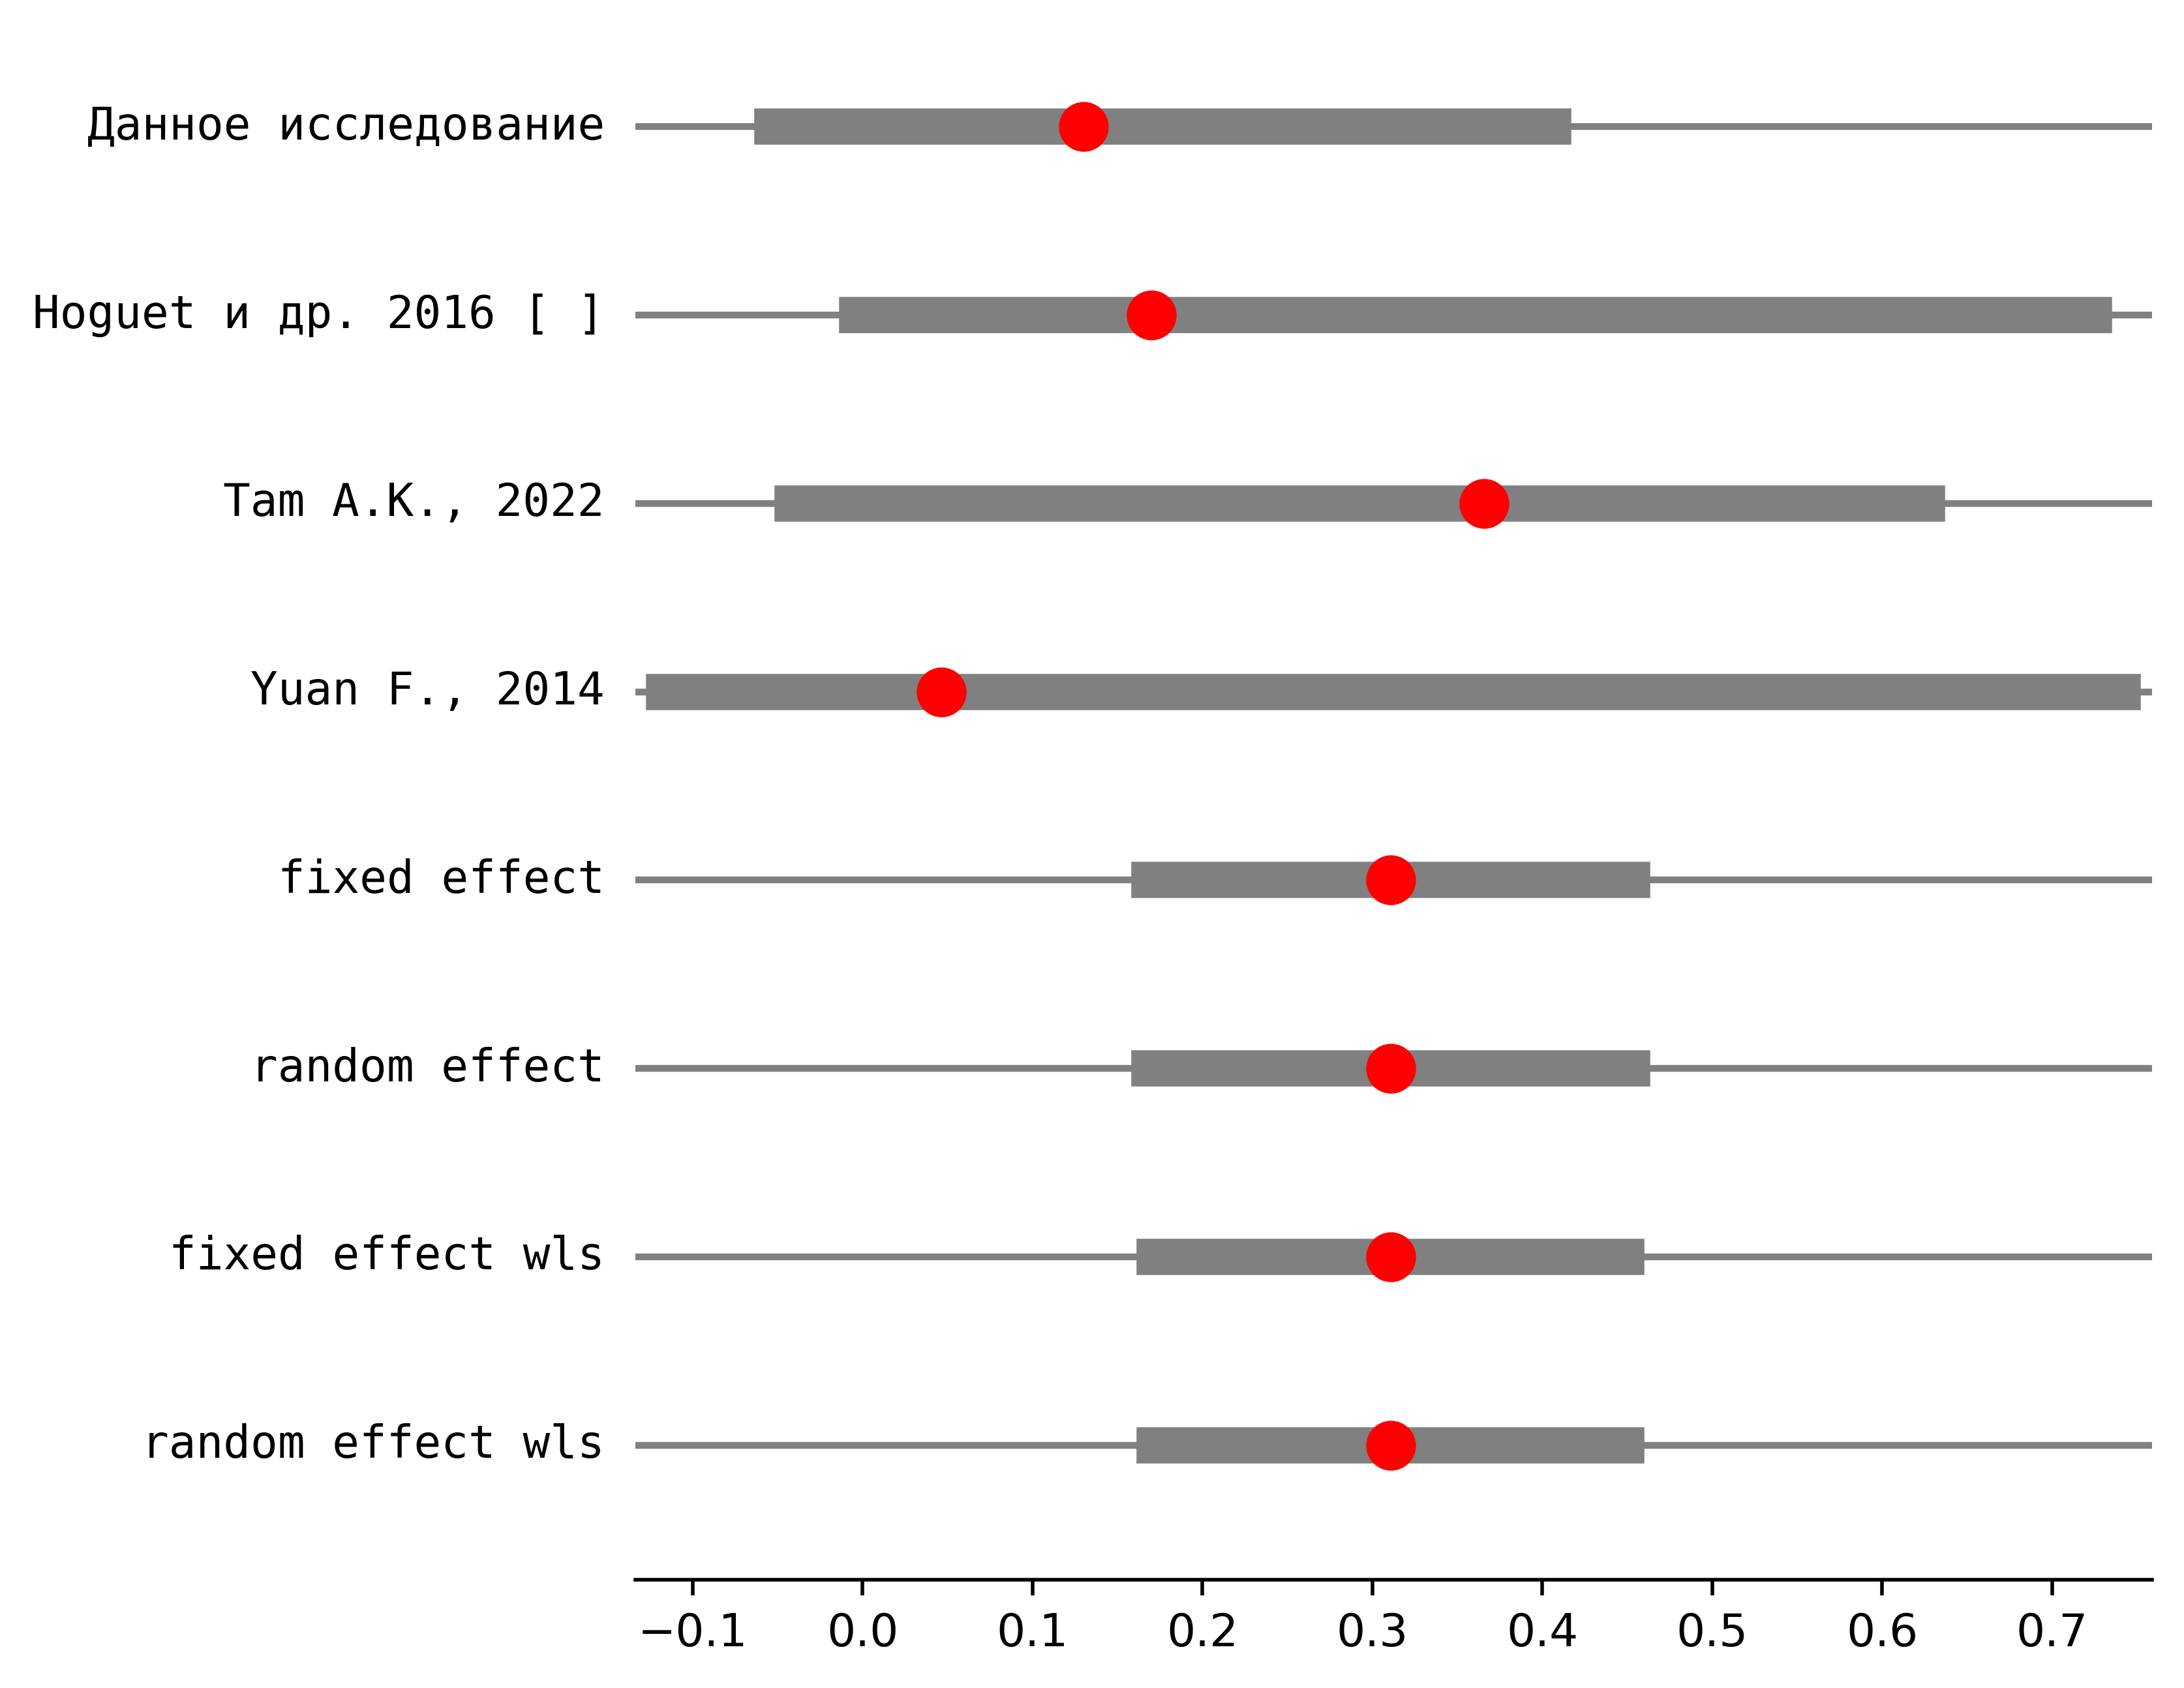 Данное исследование
Hoguet и др. 2016 [ ]
Tam A.K., 2022
Yuan F., 2014
fixed effect
random effect
fixed effect wls
random effect wls
−0.1 0.0 0.1 0.2 0.3 0.4 0.5 0.6 0.7